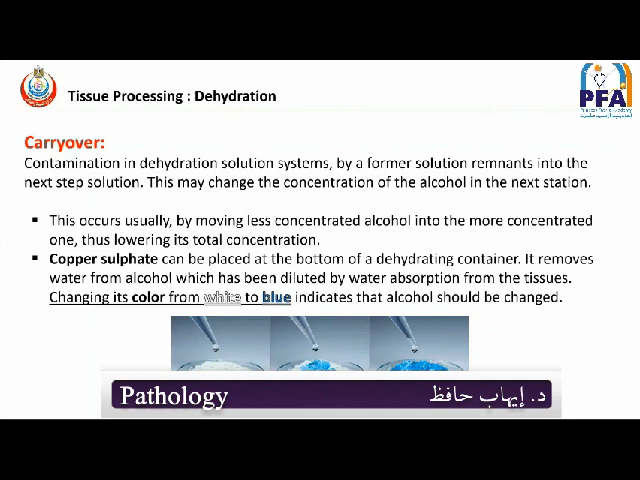 Tissue Processing : Dehydration
PFA
Carryover:
Contamination in dehydration solution systems, by a former solution remnants into the
next step solution. This may change the concentration of the alcohol in the next station.
▪ This occurs usually, by moving less concentrated alcohol into the more concentrated
one, thus lowering its total concentration.
▪ Copper sulphate can be placed at the bottom of a dehydrating container. It removes
water from alcohol which has been diluted by water absorption from the tissues.
Changing its color from white to blue indicates that alcohol should be changed.
Pathology
د. إيهاب حافظ